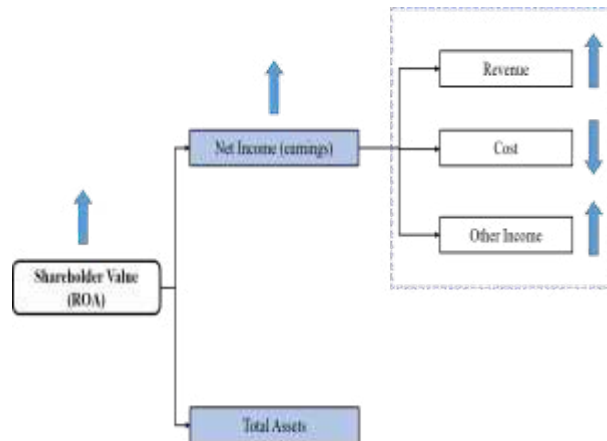 Revenue
Net Income (earnings)
Cost
Other Income
Shareholder Value
(ROA)
Total Assets